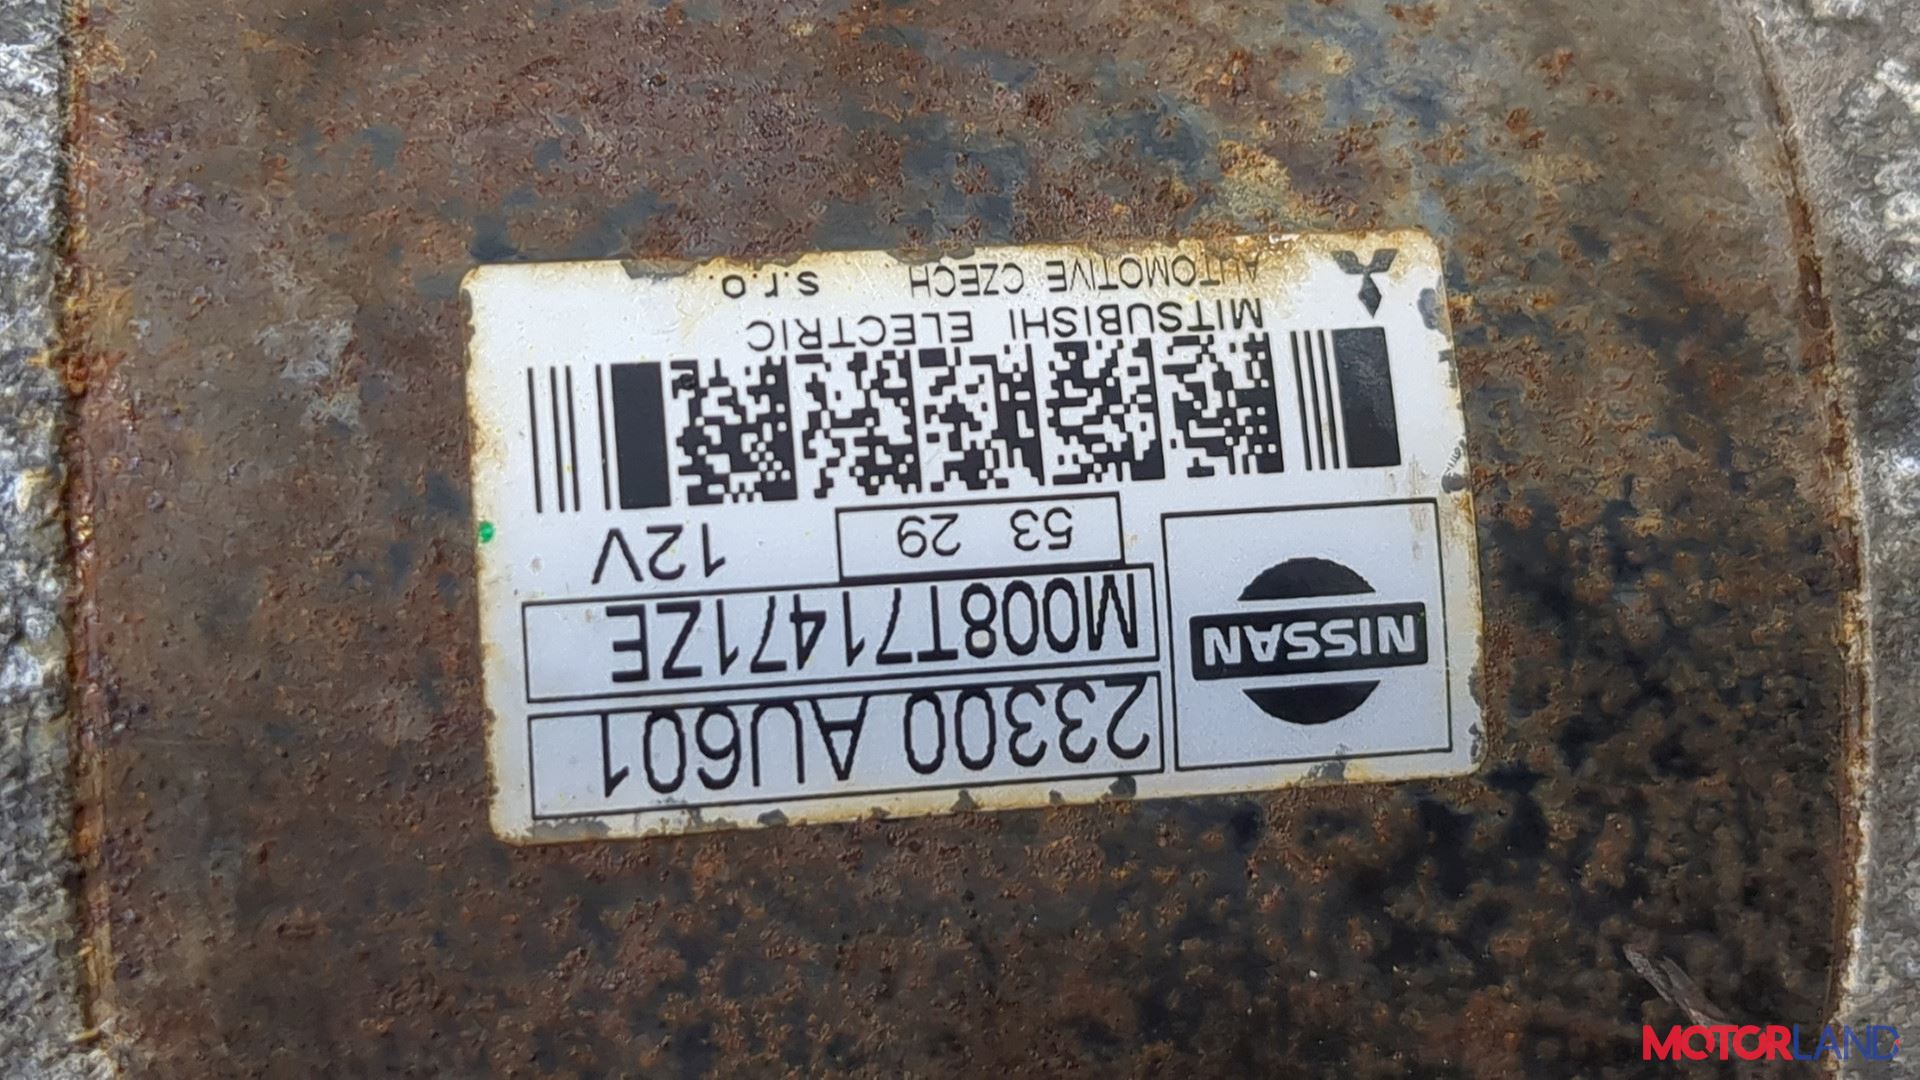 NISSAN
23300 AU601
M008T71471ZE
53 29
12V
MITSUBISHI ELECTRIC
AUTOMOTIVE CZECH s.r.o.
MOTORLAND